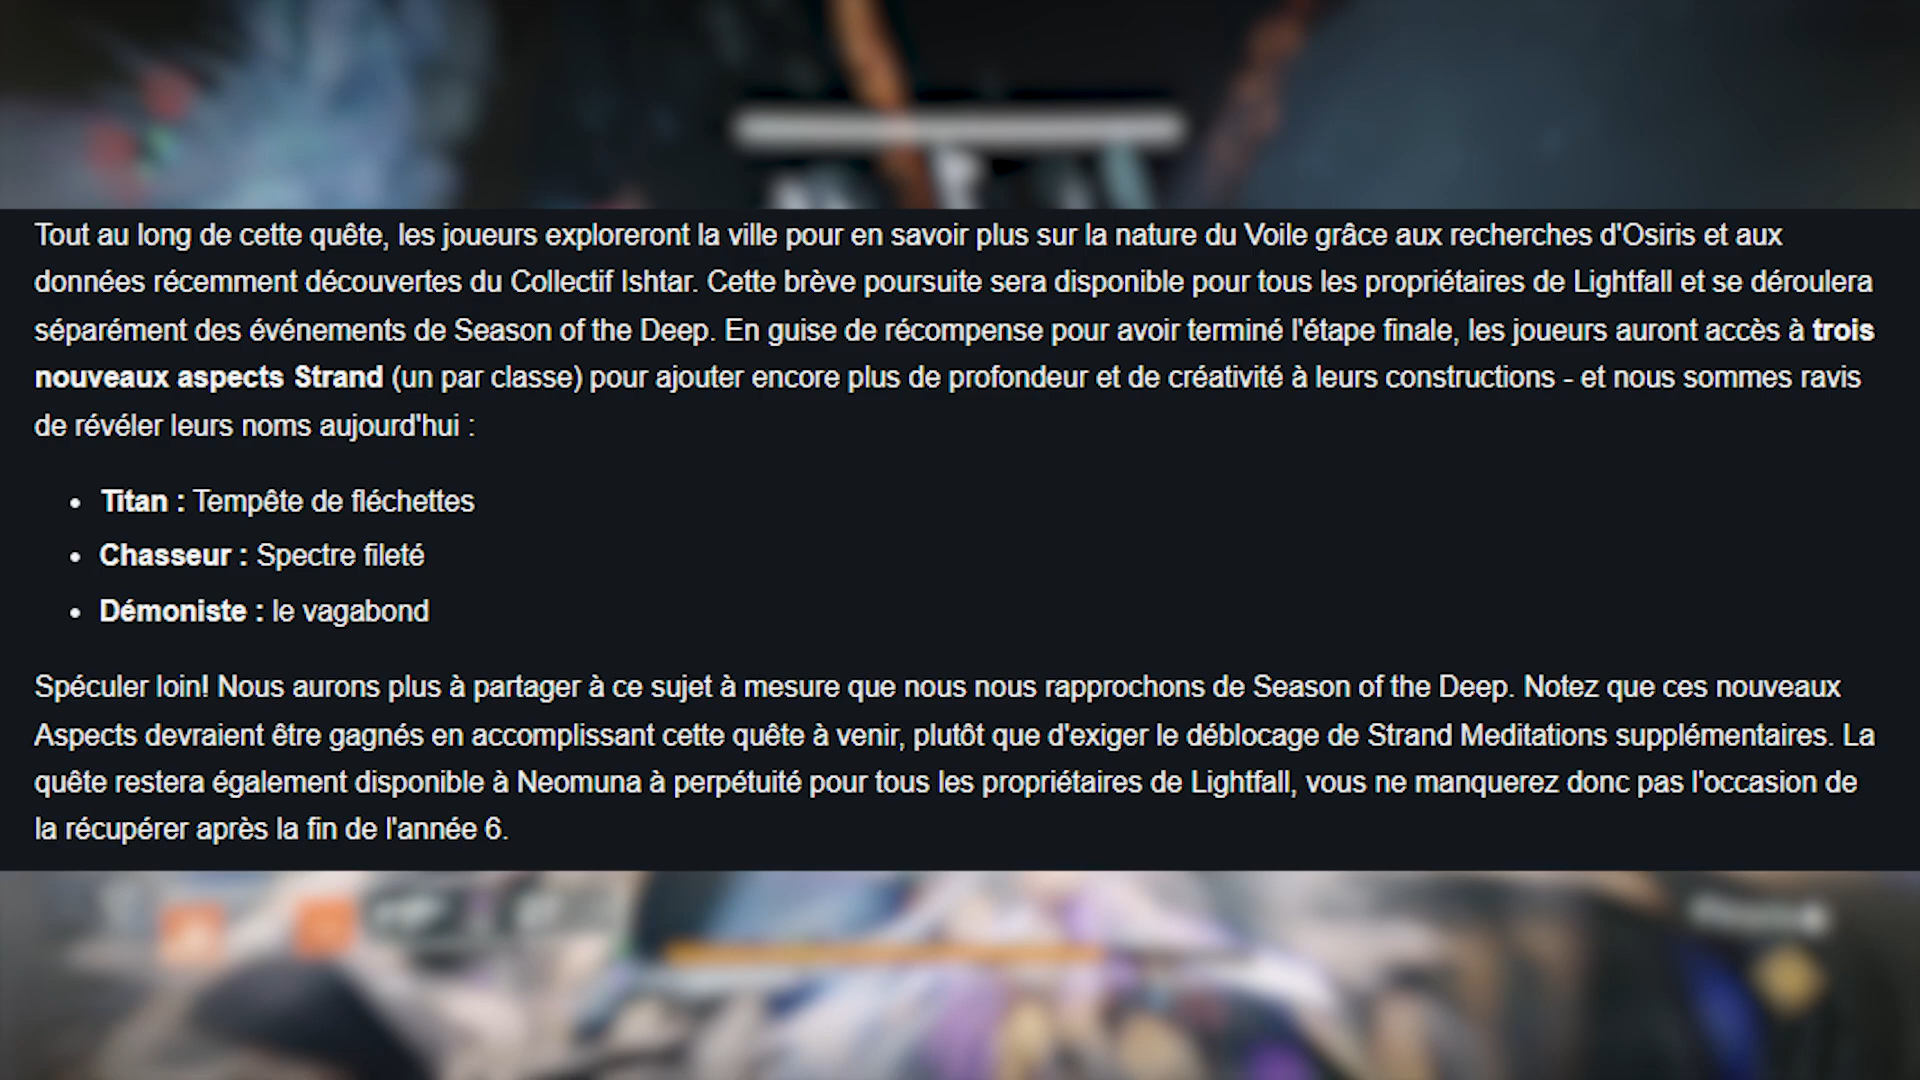 Tout au long de cette quête, les joueurs exploreront la ville pour en savoir plus sur la nature du Voile grâce aux recherches d'Osiris et aux
données récemment découvertes du Collectif Ishtar. Cette brève poursuite sera disponible pour tous les propriétaires de Lightfall et se déroulera
séparément des événements de Season of the Deep. En guise de récompense pour avoir terminé l'étape finale, les joueurs auront accès à trois
nouveaux aspects Strand (un par classe) pour ajouter encore plus de profondeur et de créativité à leurs constructions - et nous sommes ravis
de révéler leurs noms aujourd'hui :
• Titan : Tempête de fléchettes
• Chasseur : Spectre fileté
• Démoniste : le vagabond
Spéculer loin! Nous aurons plus à partager à ce sujet à mesure que nous nous rapprochons de Season of the Deep. Notez que ces nouveaux
Aspects devraient être gagnés en accomplissant cette quête à venir, plutôt que d'exiger le déblocage de Strand Meditations supplémentaires. La
quête restera également disponible à Neomuna à perpétuité pour tous les propriétaires de Lightfall, vous ne manquerez donc pas l'occasion de
la récupérer après la fin de l'année 6.